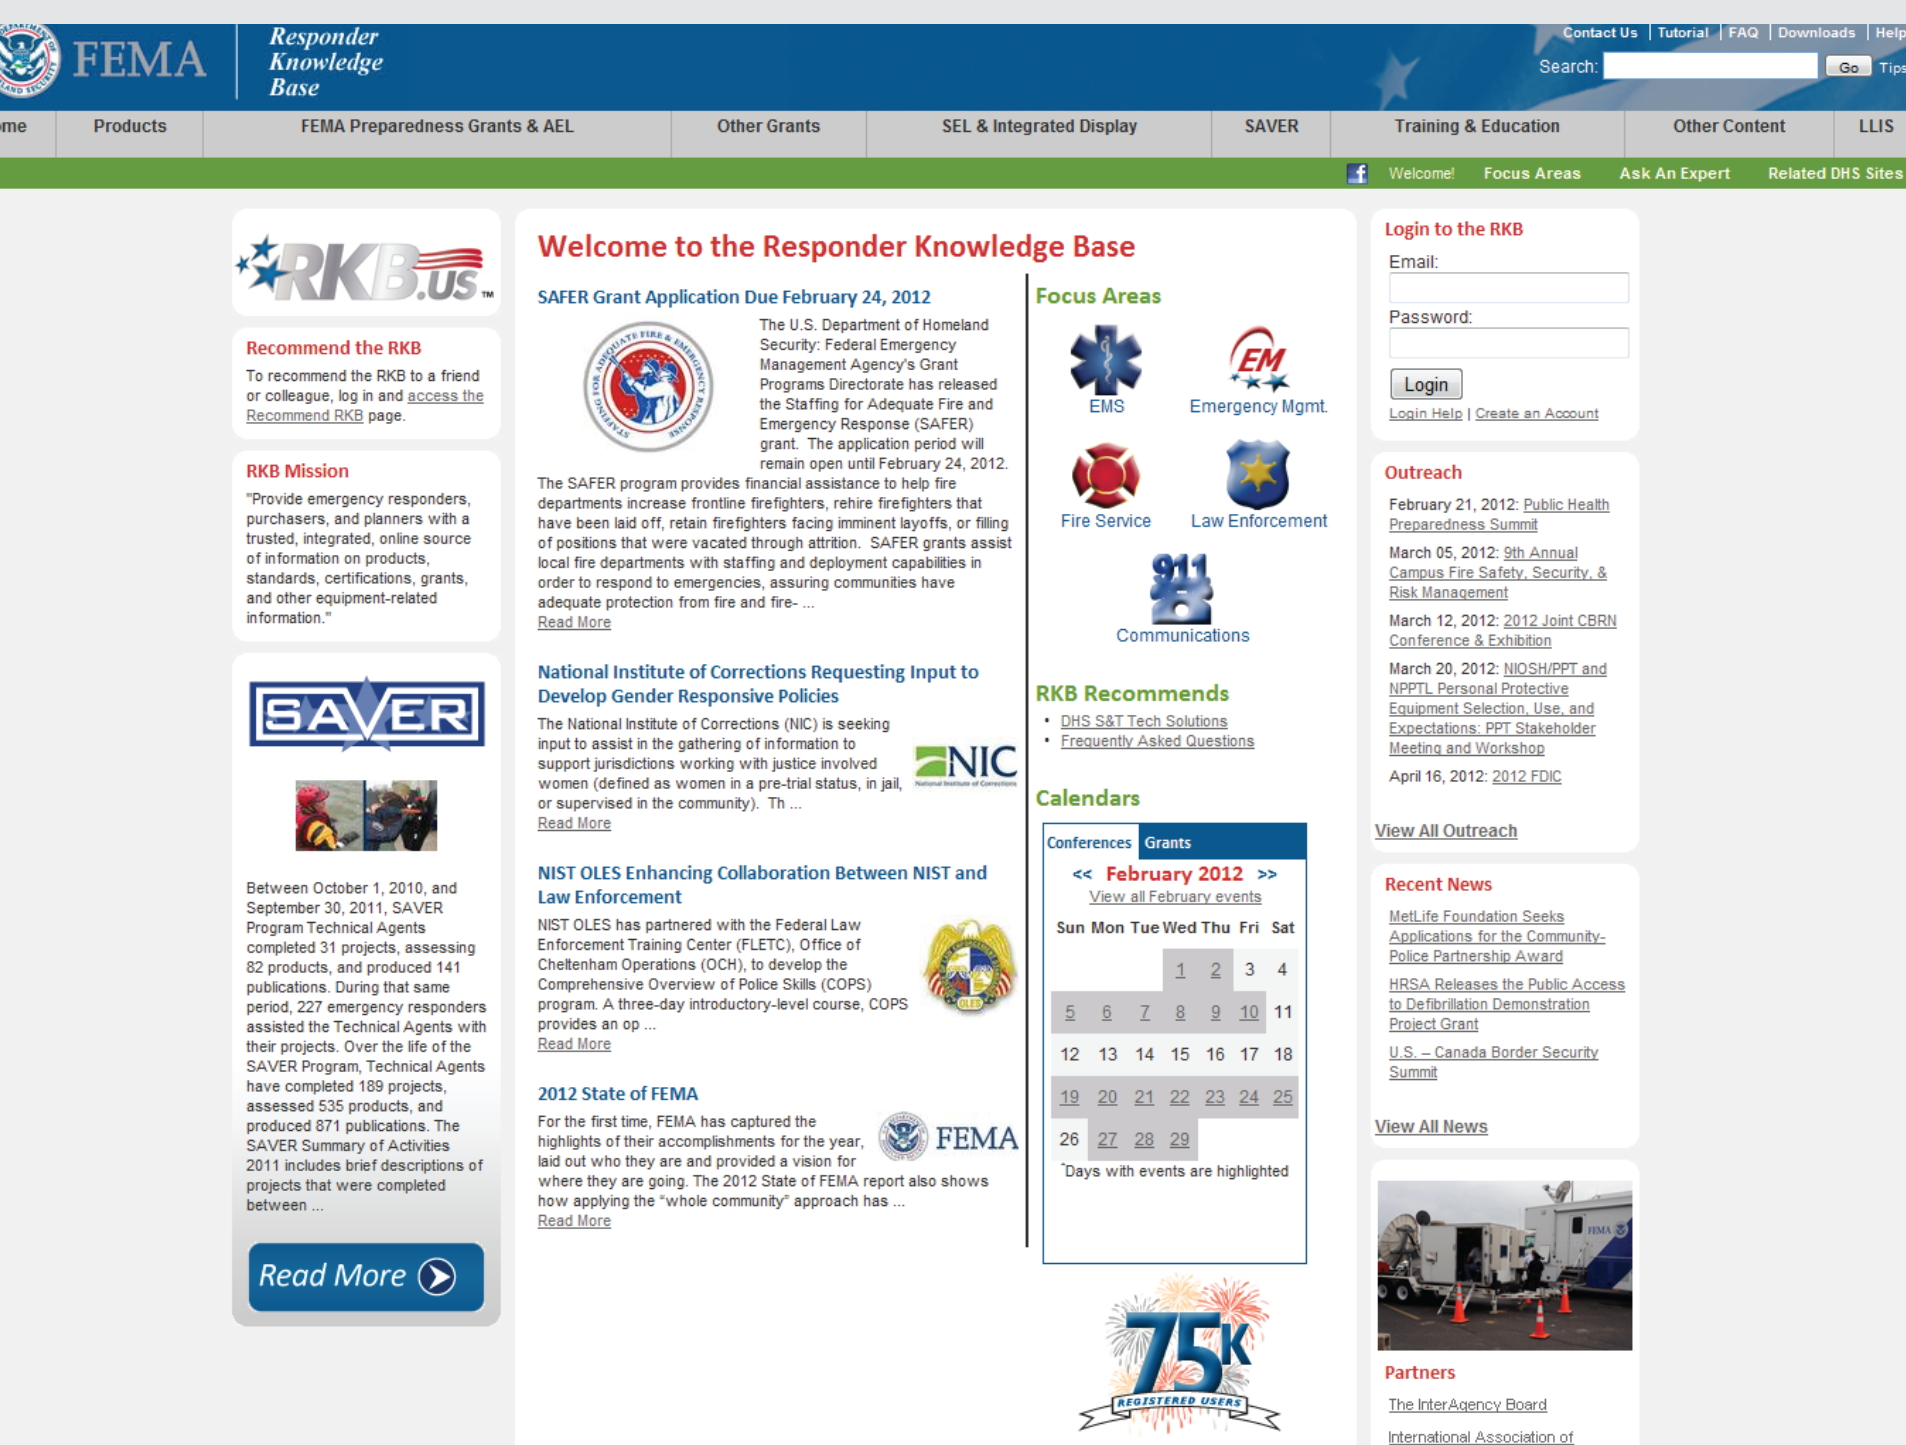 FEMA
Responder
Knowledge
Base
Contact Us | Tutorial | FAQ | Downloads | Help
Search:
Go
Tips
Products
FEMA Preparedness Grants & AEL
Other Grants
SEL & Integrated Display
SAVER
Training & Education
Other Content
LLIS
Welcome!
Focus Areas
Ask An Expert
Related DHS Sites
RKB.US™
Recommend the RKB
To recommend the RKB to a friend
or colleague, log in and access the
Recommend RKB page.
RKB Mission
"Provide emergency responders,
purchasers, and planners with a
trusted, integrated, online source
of information on products,
standards, certifications, grants,
and other equipment-related
information."
SAVER
Between October 1, 2010, and
September 30, 2011, SAVER
Program Technical Agents
completed 31 projects, assessing
82 products, and produced 141
publications. During that same
period, 227 emergency responders
assisted the Technical Agents with
their projects. Over the life of the
SAVER Program, Technical Agents
have completed 189 projects,
assessed 535 products, and
produced 871 publications. The
SAVER Summary of Activities
2011 includes brief descriptions of
projects that were completed
between ...
Read More
Welcome to the Responder Knowledge Base
SAFER Grant Application Due February 24, 2012
STAFFING FOR ADEQUATE FIRE & EMERGENCY RESPONSE
The U.S. Department of Homeland
Security: Federal Emergency
Management Agency's Grant
Programs Directorate has released
the Staffing for Adequate Fire and
Emergency Response (SAFER)
grant. The application period will
remain open until February 24, 2012.
The SAFER program provides financial assistance to help fire
departments increase frontline firefighters, rehire firefighters that
have been laid off, retain firefighters facing imminent layoffs, or filling
of positions that were vacated through attrition. SAFER grants assist
local fire departments with staffing and deployment capabilities in
order to respond to emergencies, assuring communities have
adequate protection from fire and fire- ...
Read More
National Institute of Corrections Requesting Input to
Develop Gender Responsive Policies
The National Institute of Corrections (NIC) is seeking
input to assist in the gathering of information to
support jurisdictions working with justice involved
women (defined as women in a pre-trial status, in jail,
or supervised in the community). Th ...
Read More
NIC
National Institute of Corrections
NIST OLES Enhancing Collaboration Between NIST and
Law Enforcement
NIST OLES has partnered with the Federal Law
Enforcement Training Center (FLETC), Office of
Cheltenham Operations (OCH), to develop the
Comprehensive Overview of Police Skills (COPS)
program. A three-day introductory-level course, COPS
provides an op ...
Read More
OLES
2012 State of FEMA
For the first time, FEMA has captured the
highlights of their accomplishments for the year,
laid out who they are and provided a vision for
where they are going. The 2012 State of FEMA report also shows
how applying the “whole community” approach has ...
Read More
FEMA
Focus Areas
EMS
EM
Emergency Mgmt.
Fire Service
Law Enforcement
911
Communications
RKB Recommends
• DHS S&T Tech Solutions
• Frequently Asked Questions
Calendars
Conferences Grants
<< February 2012 >>
View all February events
Sun Mon Tue Wed Thu Fri Sat
1 2 3 4
5 6 7 8 9 10 11
12 13 14 15 16 17 18
19 20 21 22 23 24 25
26 27 28 29
*Days with events are highlighted
75K
REGISTERED USERS
Login to the RKB
Email:
Password:
Login
Login Help | Create an Account
Outreach
February 21, 2012: Public Health
Preparedness Summit
March 05, 2012: 9th Annual
Campus Fire Safety, Security, &
Risk Management
March 12, 2012: 2012 Joint CBRN
Conference & Exhibition
March 20, 2012: NIOSH/PPT and
NPPTL Personal Protective
Equipment Selection, Use, and
Expectations: PPT Stakeholder
Meeting and Workshop
April 16, 2012: 2012 FDIC
View All Outreach
Recent News
MetLife Foundation Seeks
Applications for the Community-
Police Partnership Award
HRSA Releases the Public Access
to Defibrillation Demonstration
Project Grant
U.S. – Canada Border Security
Summit
View All News
FEMA
Partners
The InterAgency Board
International Association of